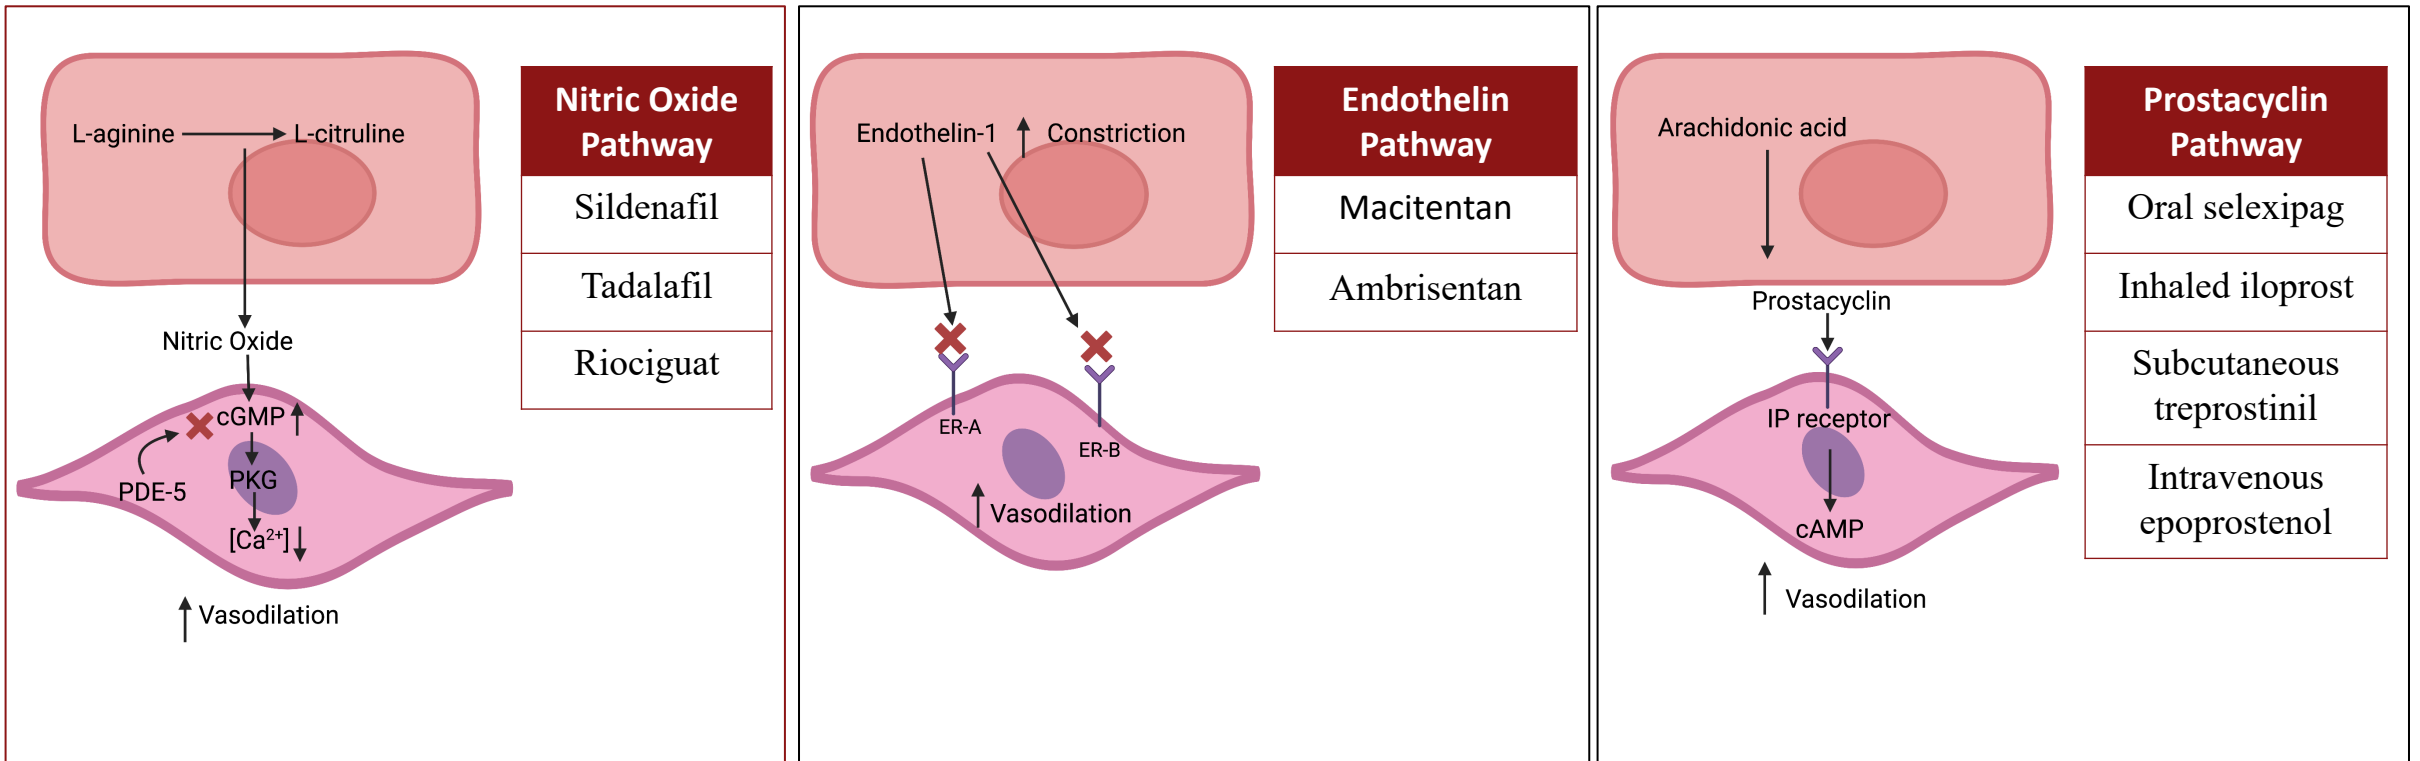 L-aginine
L-citruline
Nitric Oxide
cGMP
PDE-5
PKG
[Ca²⁺]
Vasodilation
Nitric Oxide
Pathway
Sildenafil
Tadalafil
Riociguat
Endothelin-1
Constriction
ER-A
ER-B
Vasodilation
Endothelin
Pathway
Macitentan
Ambrisentan
Arachidonic acid
Prostacyclin
IP receptor
cAMP
Vasodilation
Prostacyclin
Pathway
Oral selexipag
Inhaled iloprost
Subcutaneous
treprostinil
Intravenous
epoprostenol